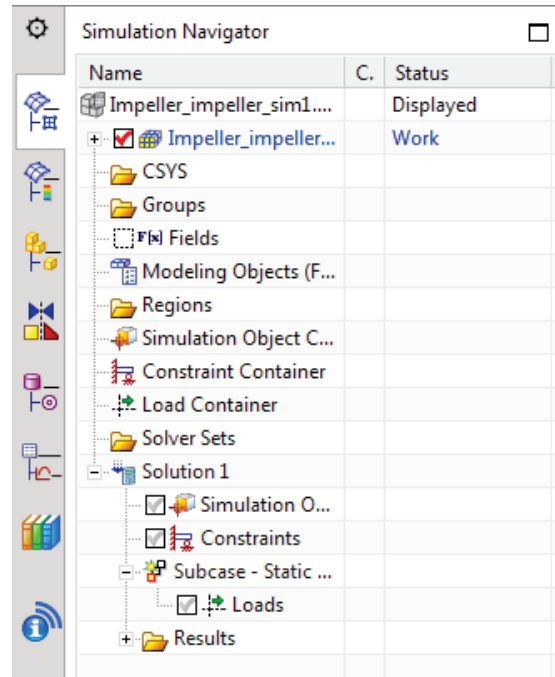 Simulation Navigator
Name C. Status
Impeller_impeller_sim1.... Displayed
Impeller_impeller... Work
CSYS
Groups
F[x] Fields
Modeling Objects (F...
Regions
Simulation Object C...
Constraint Container
Load Container
Solver Sets
Solution 1
Simulation O...
Constraints
Subcase - Static ...
Loads
Results